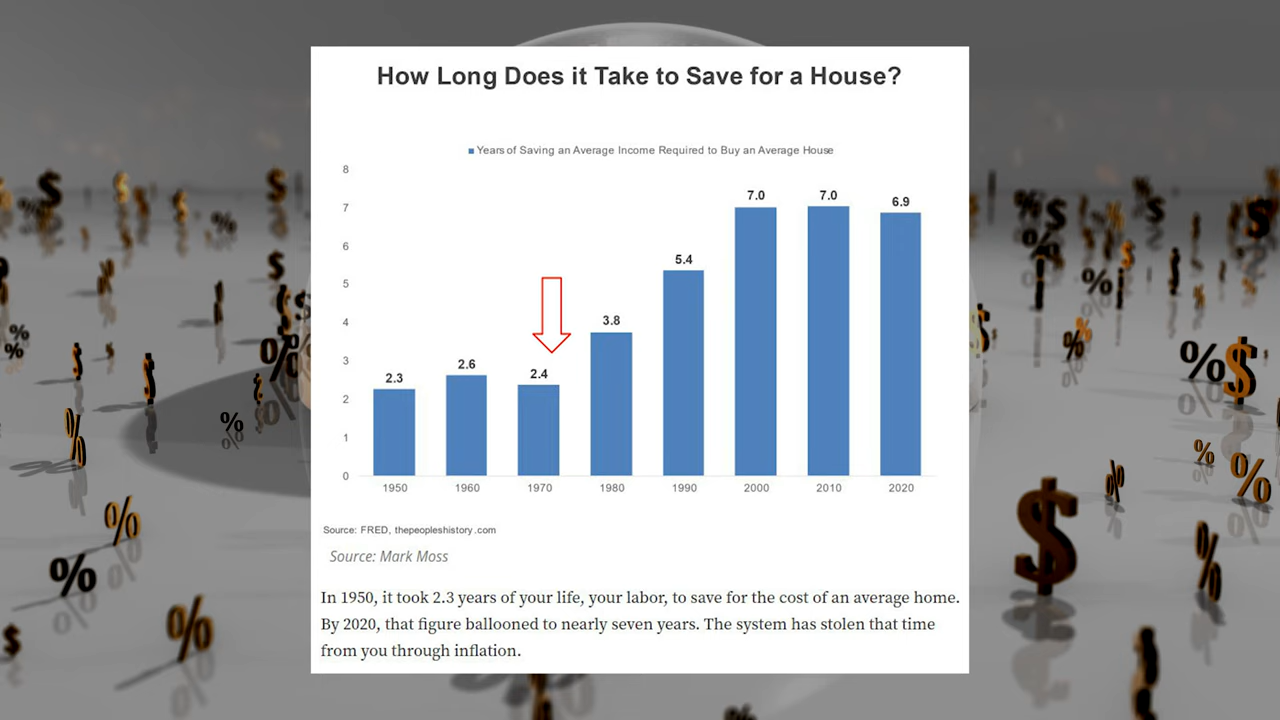 How Long Does it Take to Save for a House?
Years of Saving an Average Income Required to Buy an Average House
8
7
6
5
4
3
2
1
0
2.3
2.6
2.4
3.8
5.4
7.0
7.0
6.9
1950 1960 1970 1980 1990 2000 2010 2020
Source: FRED, thepeopleshistory.com
Source: Mark Moss
In 1950, it took 2.3 years of your life, your labor, to save for the cost of an average home.
By 2020, that figure ballooned to nearly seven years. The system has stolen that time
from you through inflation.